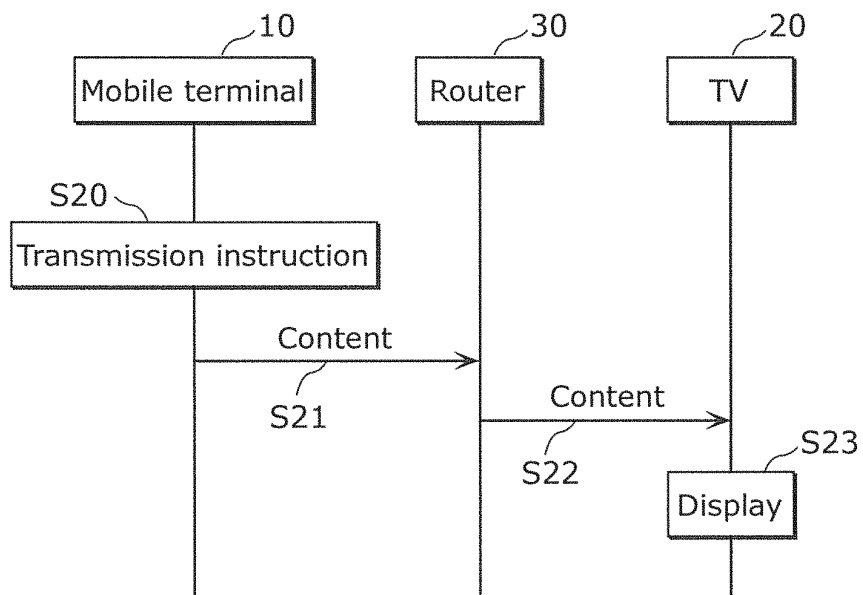 10
30
20
Mobile terminal
Router
TV
S20
Transmission instruction
Content
S21
Content
S22
S23
Display